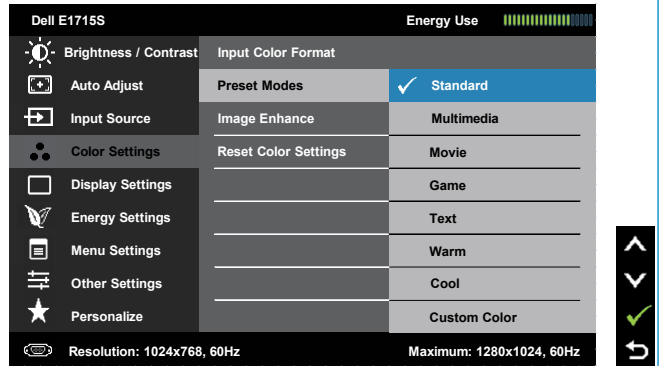 Dell E1715S Energy Use
Brightness / Contrast Input Color Format
Auto Adjust Preset Modes Standard
Input Source Image Enhance Multimedia
Color Settings Reset Color Settings Movie
Display Settings Game
Energy Settings Text
Menu Settings Warm
Other Settings Cool
Personalize Custom Color
Resolution: 1024x768, 60Hz Maximum: 1280x1024, 60Hz